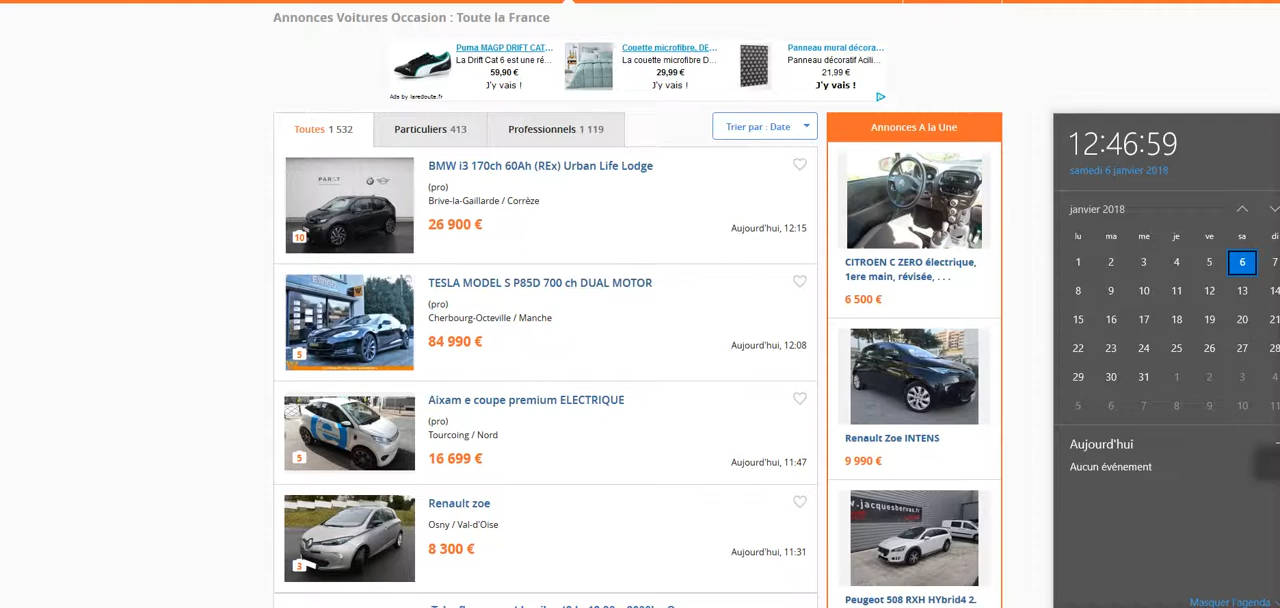 Annonces Voitures Occasion : Toute la France
Puma MAGP DRIFT CAT...
La Drift Cat 6 est une ré...
59,90 €
J'y vais !
Couette microfibre, DE...
La couette microfibre D...
29,99 €
J'y vais !
Panneau mural décora...
Panneau décoratif Acili...
21,99 €
J'y vais !
Ads by laredoute.fr
Toutes 1 532
Particuliers 413
Professionnels 1 119
Trier par : Date
BMW i3 170ch 60Ah (REx) Urban Life Lodge
(pro)
Brive-la-Gaillarde / Corrèze
26 900 €
Aujourd'hui, 12:15
10
TESLA MODEL S P85D 700 ch DUAL MOTOR
(pro)
Cherbourg-Octeville / Manche
84 990 €
Aujourd'hui, 12:08
5
Aixam e coupe premium ELECTRIQUE
(pro)
Tourcoing / Nord
16 699 €
Aujourd'hui, 11:47
5
Renault zoe
Osny / Val-d'Oise
8 300 €
Aujourd'hui, 11:31
3
Annonces A la Une
CITROEN C ZERO électrique,
1ere main, révisée, . . .
6 500 €
Renault Zoe INTENS
9 990 €
www.jacquesbervas.fr
Peugeot 508 RXH HYbrid4 2.
12:46:59
samedi 6 janvier 2018
janvier 2018
lu ma me je ve sa di
1 2 3 4 5 6 7
8 9 10 11 12 13 14
15 16 17 18 19 20 21
22 23 24 25 26 27 28
29 30 31 1 2 3 4
5 6 7 8 9 10 11
Aujourd'hui
Aucun événement
Masquer l'agenda